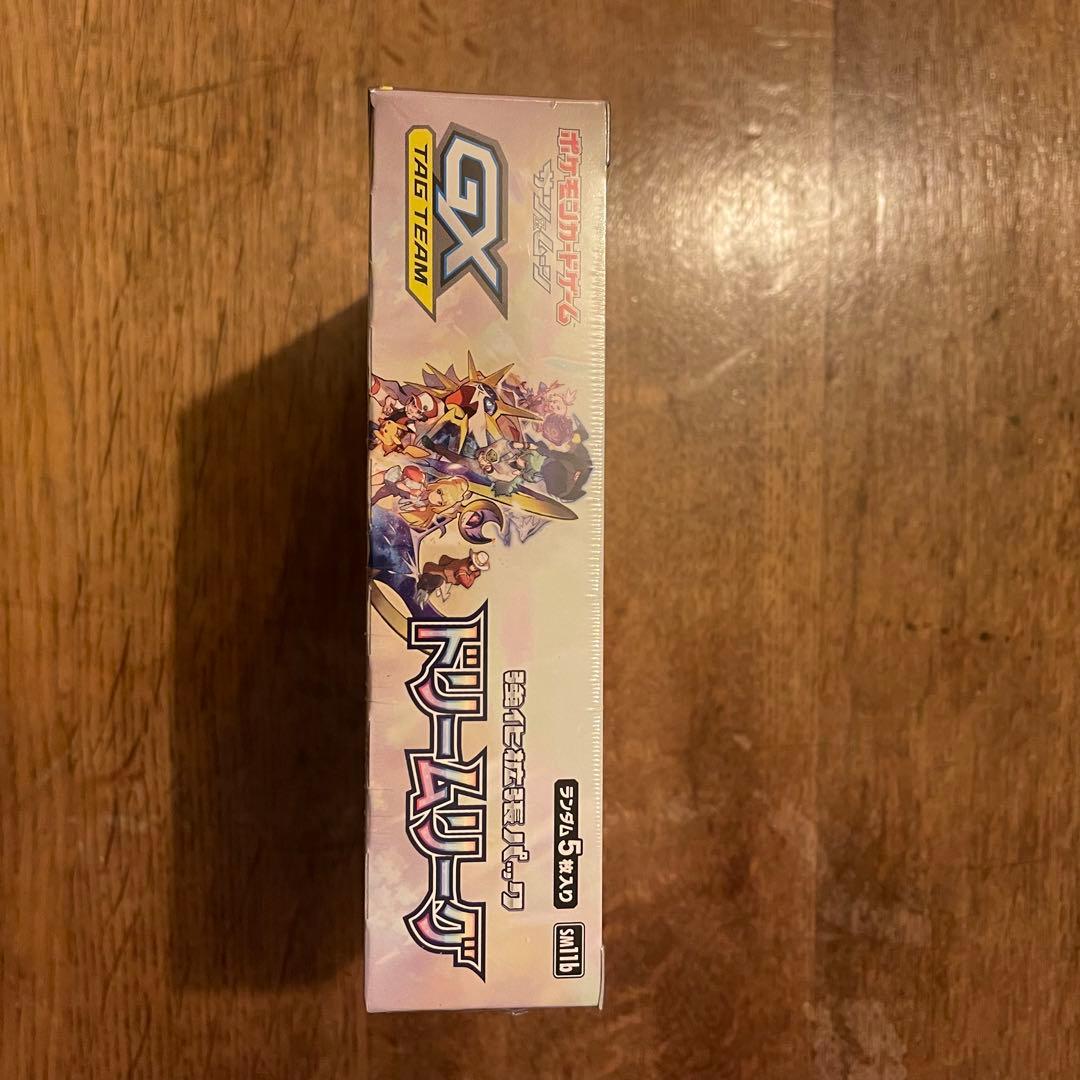 ポケモンカードゲーム
サン&ムーン
GX
TAG TEAM
強化拡張パック
ドリームリーグ
ランダム5枚入り
SM11b